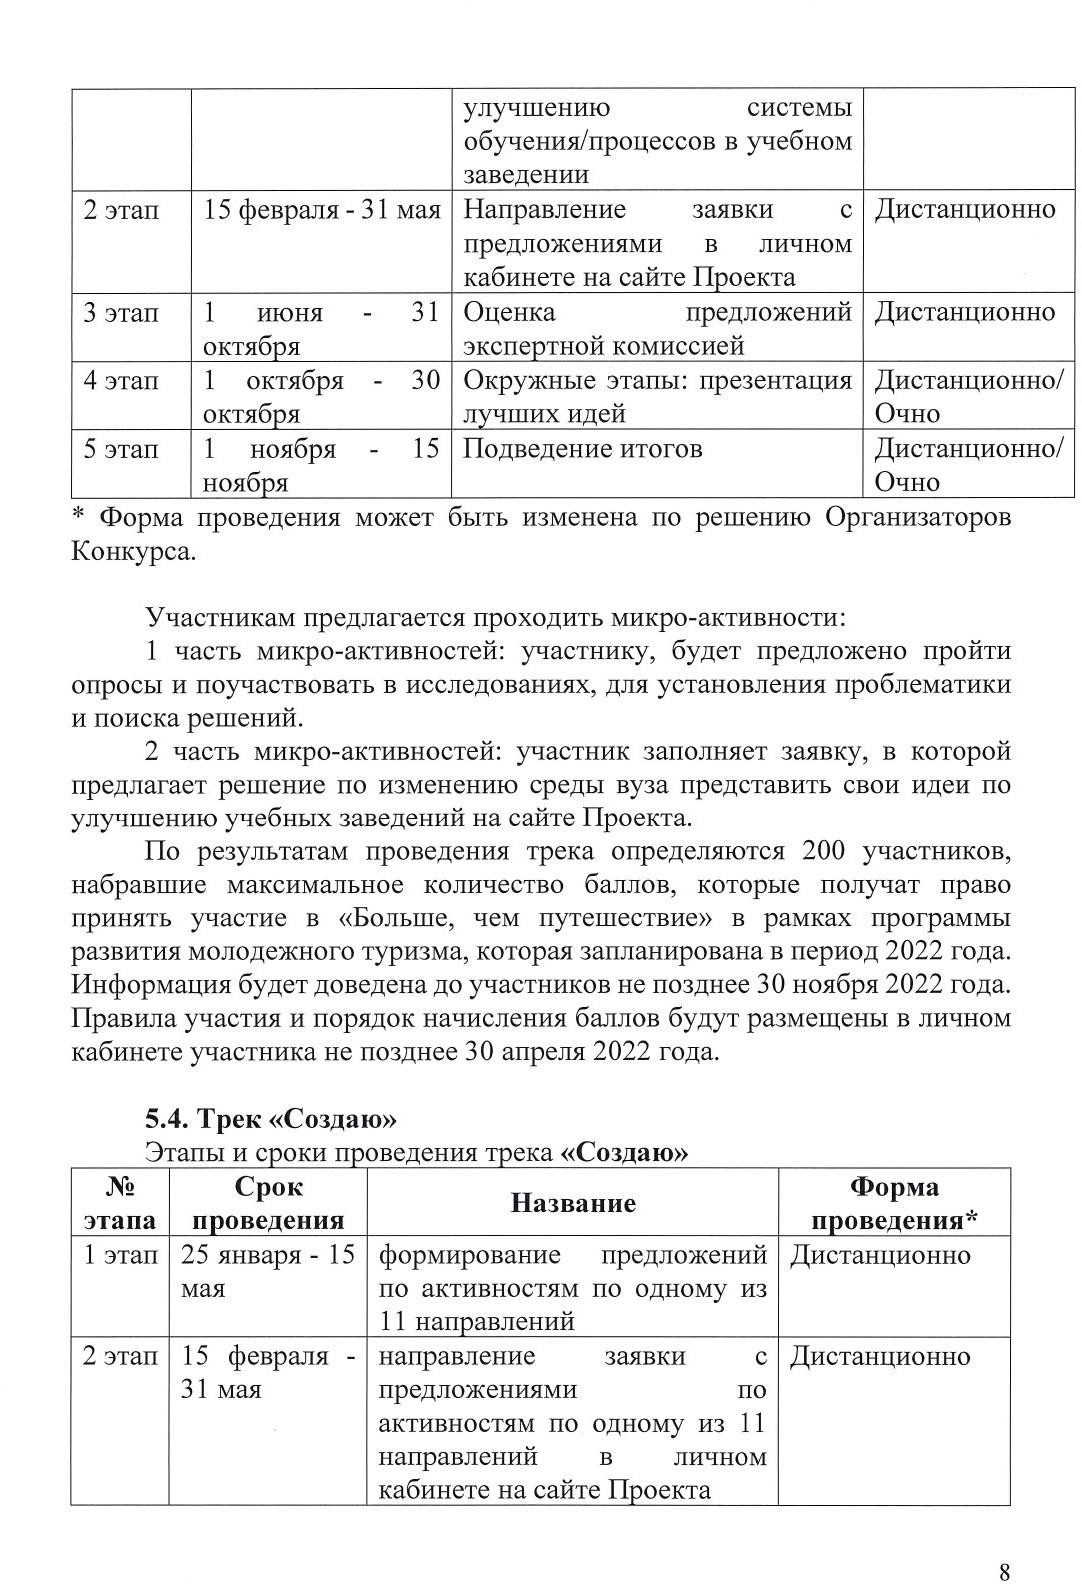 улучшению системы
обучения/процессов в учебном
заведении
2 этап 15 февраля - 31 мая Направление заявки с Дистанционно
предложениями в личном
кабинете на сайте Проекта
3 этап 1 июня - 31 Оценка предложений Дистанционно
октября экспертной комиссией
4 этап 1 октября - 30 Окружные этапы: презентация Дистанционно/
октября лучших идей Очно
5 этап 1 ноября - 15 Подведение итогов Дистанционно/
ноября Очно
* Форма проведения может быть изменена по решению Организаторов
Конкурса.
Участникам предлагается проходить микро-активности:
1 часть микро-активностей: участнику, будет предложено пройти
опросы и поучаствовать в исследованиях, для установления проблематики
и поиска решений.
2 часть микро-активностей: участник заполняет заявку, в которой
предлагает решение по изменению среды вуза представить свои идеи по
улучшению учебных заведений на сайте Проекта.
По результатам проведения трека определяются 200 участников,
набравшие максимальное количество баллов, которые получат право
принять участие в «Больше, чем путешествие» в рамках программы
развития молодежного туризма, которая запланирована в период 2022 года.
Информация будет доведена до участников не позднее 30 ноября 2022 года.
Правила участия и порядок начисления баллов будут размещены в личном
кабинете участника не позднее 30 апреля 2022 года.
5.4. Трек «Создаю»
Этапы и сроки проведения трека «Создаю»
№ Срок Название Форма
этапа проведения проведения*
1 этап 25 января - 15 формирование предложений Дистанционно
мая по активностям по одному из
11 направлений
2 этап 15 февраля - направление заявки с Дистанционно
31 мая предложениями по
активностям по одному из 11
направлений в личном
кабинете на сайте Проекта
8